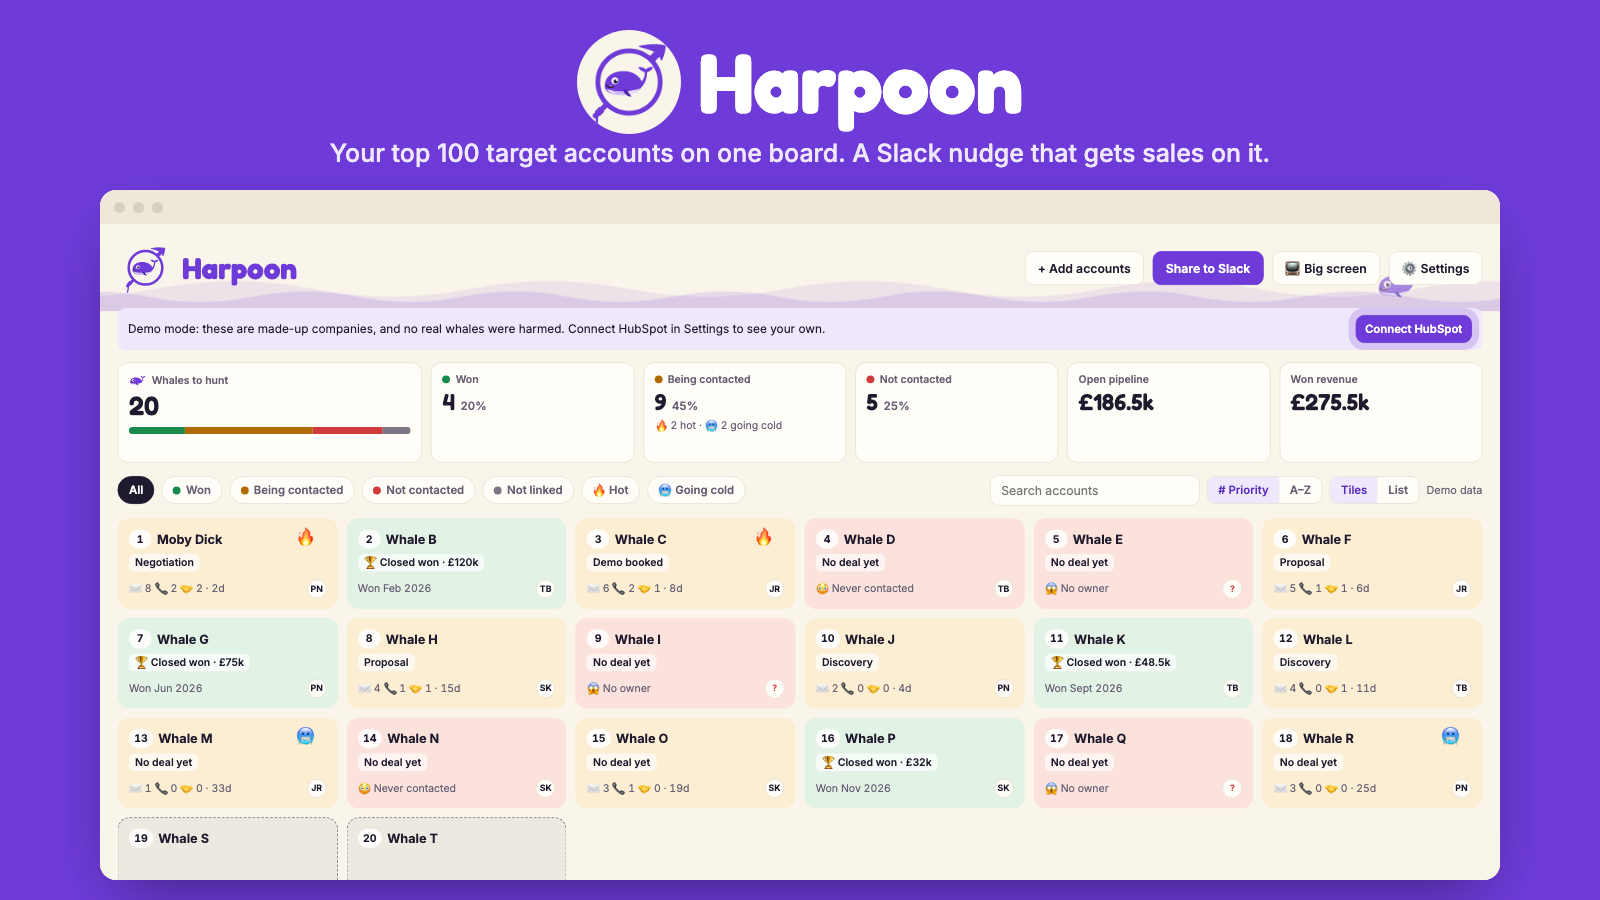 Harpoon
Your top 100 target accounts on one board. A Slack nudge that gets sales on it.
Harpoon
+ Add accounts
Share to Slack
Big screen
Settings
Demo mode: these are made-up companies, and no real whales were harmed. Connect HubSpot in Settings to see your own.
Connect HubSpot
Whales to hunt
20
Won
4 20%
Being contacted
9 45%
2 hot · 2 going cold
Not contacted
5 25%
Open pipeline
£186.5k
Won revenue
£275.5k
All
Won
Being contacted
Not contacted
Not linked
Hot
Going cold
Search accounts
# Priority
A–Z
Tiles
List
Demo data
1 Moby Dick
Negotiation
8 2 2 · 2d PN
2 Whale B
Closed won · £120k
Won Feb 2026 TB
3 Whale C
Demo booked
6 2 1 · 8d JR
4 Whale D
No deal yet
Never contacted TB
5 Whale E
No deal yet
No owner ?
6 Whale F
Proposal
5 1 1 · 6d JR
7 Whale G
Closed won · £75k
Won Jun 2026 PN
8 Whale H
Proposal
4 1 1 · 15d SK
9 Whale I
No deal yet
No owner ?
10 Whale J
Discovery
2 0 0 · 4d PN
11 Whale K
Closed won · £48.5k
Won Sept 2026 TB
12 Whale L
Discovery
4 0 1 · 11d TB
13 Whale M
No deal yet
1 0 0 · 33d JR
14 Whale N
No deal yet
Never contacted SK
15 Whale O
No deal yet
3 1 0 · 19d SK
16 Whale P
Closed won · £32k
Won Nov 2026 SK
17 Whale Q
No deal yet
No owner ?
18 Whale R
No deal yet
3 0 0 · 25d PN
19 Whale S
20 Whale T